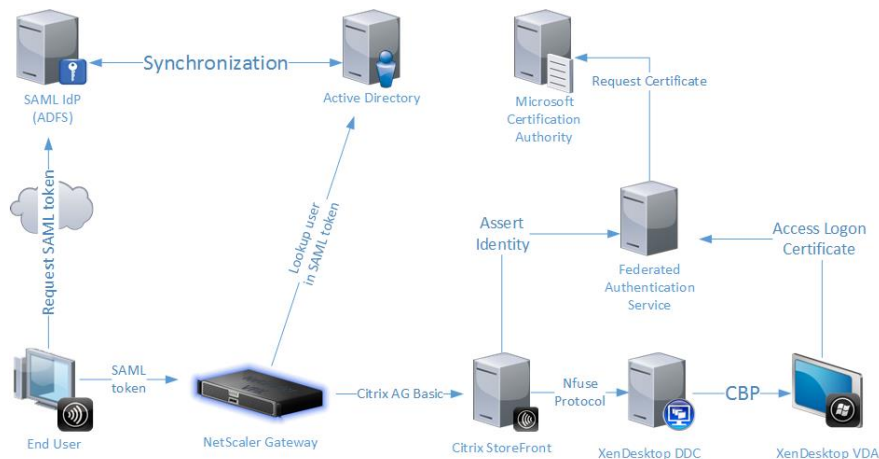 Synchronization
SAML IdP
(ADFS)
Active Directory
Request Certificate
Microsoft
Certification
Authority
Request SAML token
Lookup user
in SAML token
Assert
Identity
Access Logon
Certificate
Federated
Authentication
Service
SAML
token
Citrix AG Basic
Nfuse
Protocol
CBP
End User
NetScaler Gateway
Citrix StoreFront
XenDesktop DDC
XenDesktop VDA